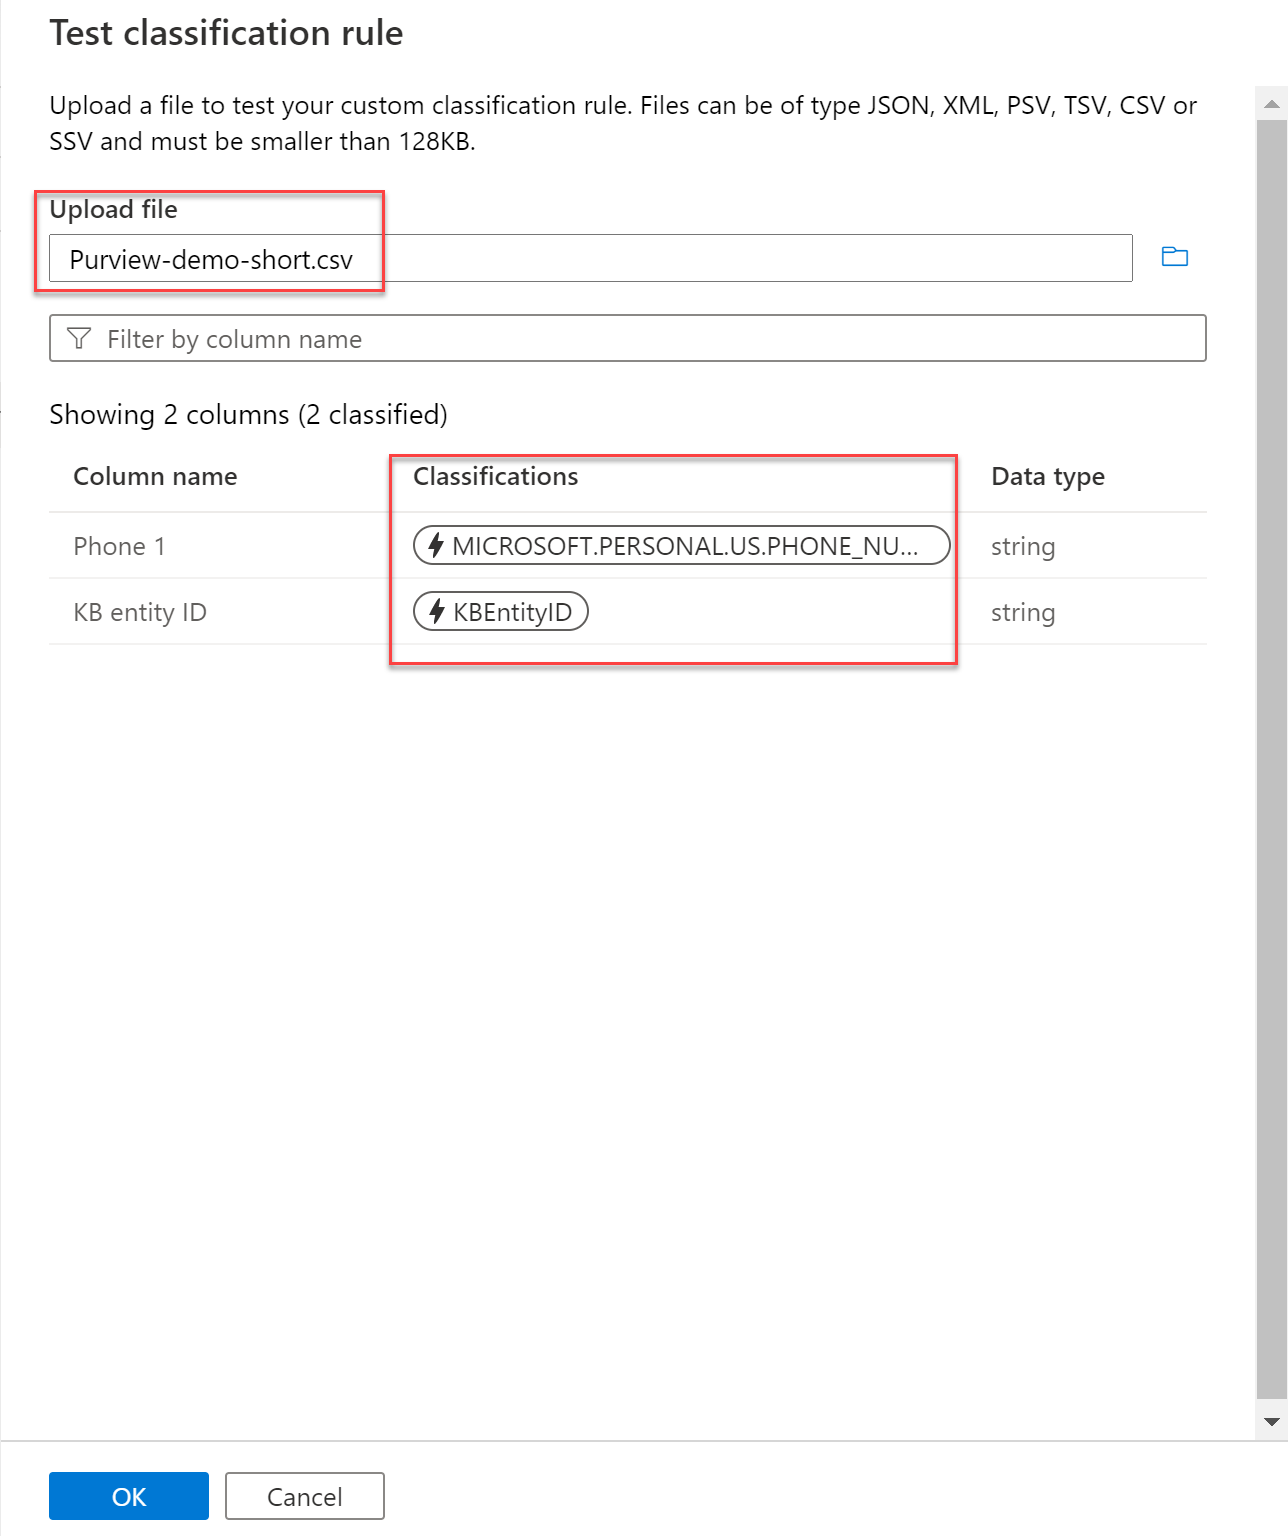 Test classification rule
Upload a file to test your custom classification rule. Files can be of type JSON, XML, PSV, TSV, CSV or
SSV and must be smaller than 128KB.
Upload file
Purview-demo-short.csv
Filter by column name
Showing 2 columns (2 classified)
Column name Classifications Data type
Phone 1 MICROSOFT.PERSONAL.US.PHONE_NU... string
KB entity ID KBEntityID string
OK Cancel